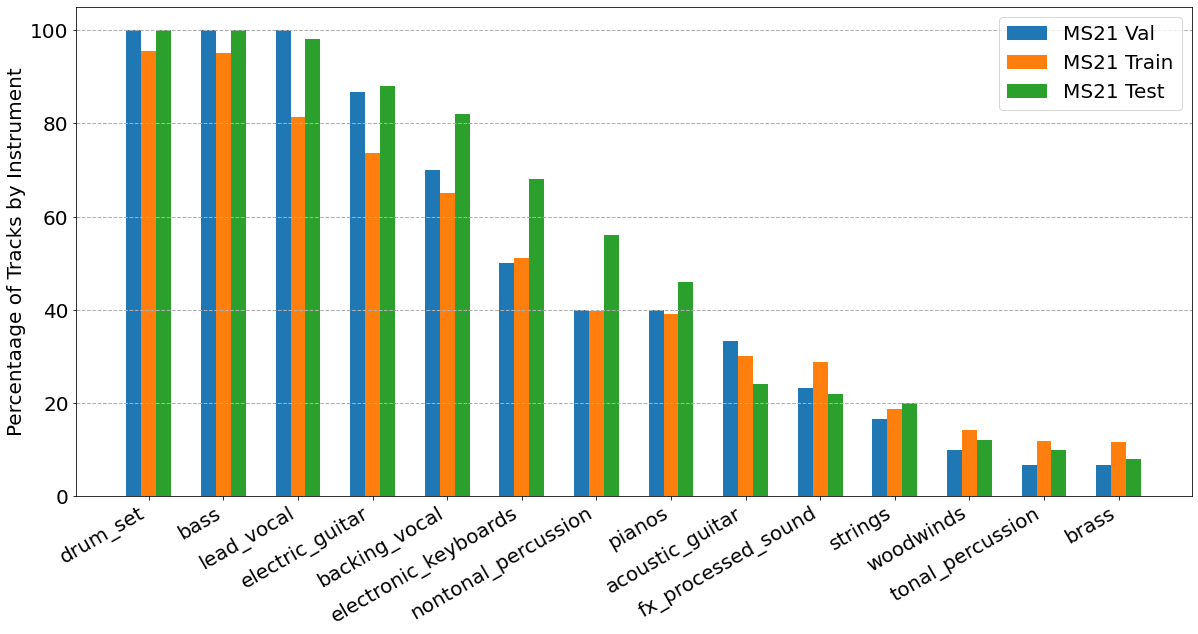 Percentaage of Tracks by Instrument
100
80
60
40
20
0
MS21 Val
MS21 Train
MS21 Test
drum_set
bass
lead_vocal
electric_guitar
backing_vocal
electronic_keyboards
nontonal_percussion
pianos
acoustic_guitar
fx_processed_sound
strings
woodwinds
tonal_percussion
brass